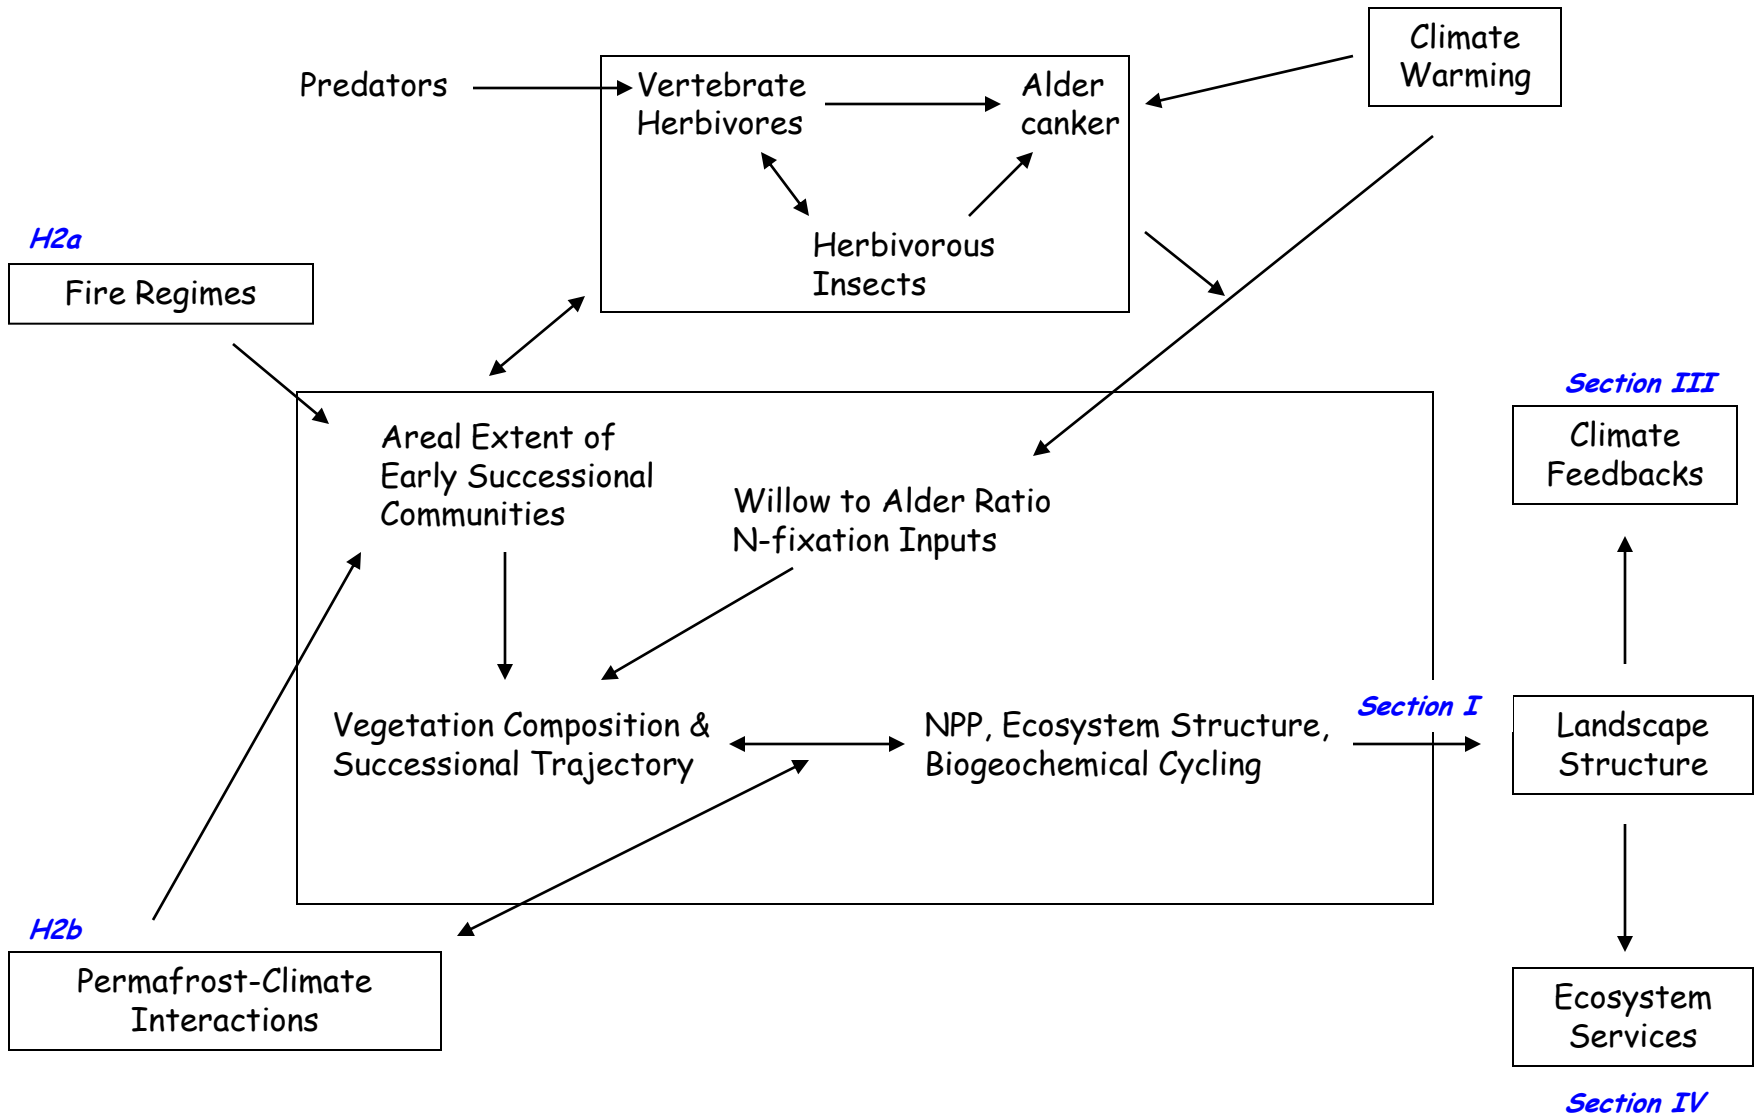 Climate
Warming
Predators
Vertebrate
Herbivores
Alder
canker
Herbivorous
Insects
H2a
Fire Regimes
Section III
Climate
Feedbacks
Areal Extent of
Early Successional
Communities
Willow to Alder Ratio
N-fixation Inputs
Vegetation Composition &
Successional Trajectory
NPP, Ecosystem Structure,
Biogeochemical Cycling
Section I
Landscape
Structure
H2b
Permafrost-Climate
Interactions
Ecosystem
Services
Section IV